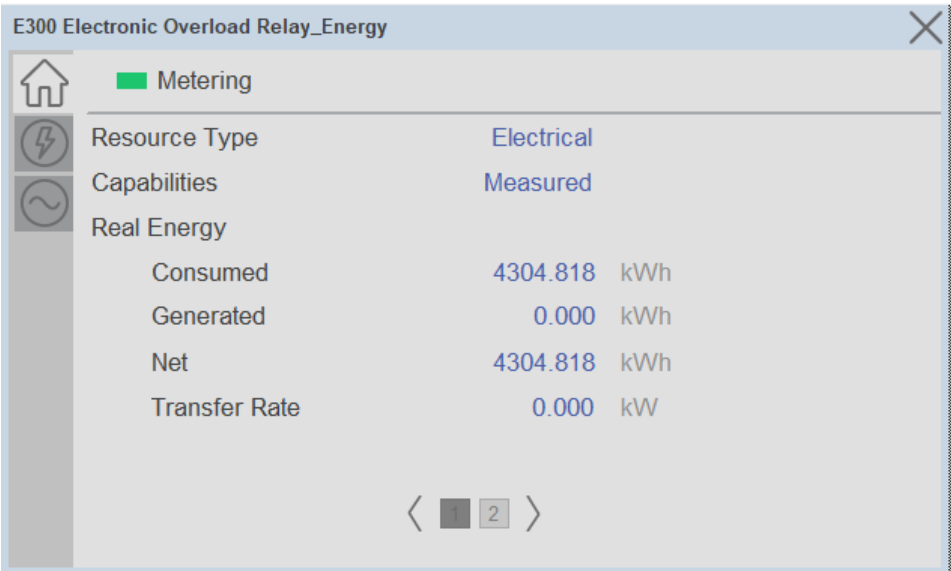 E300 Electronic Overload Relay_Energy
Metering
Resource Type Electrical
Capabilities Measured
Real Energy
Consumed 4304.818 kWh
Generated 0.000 kWh
Net 4304.818 kWh
Transfer Rate 0.000 kW
1 2